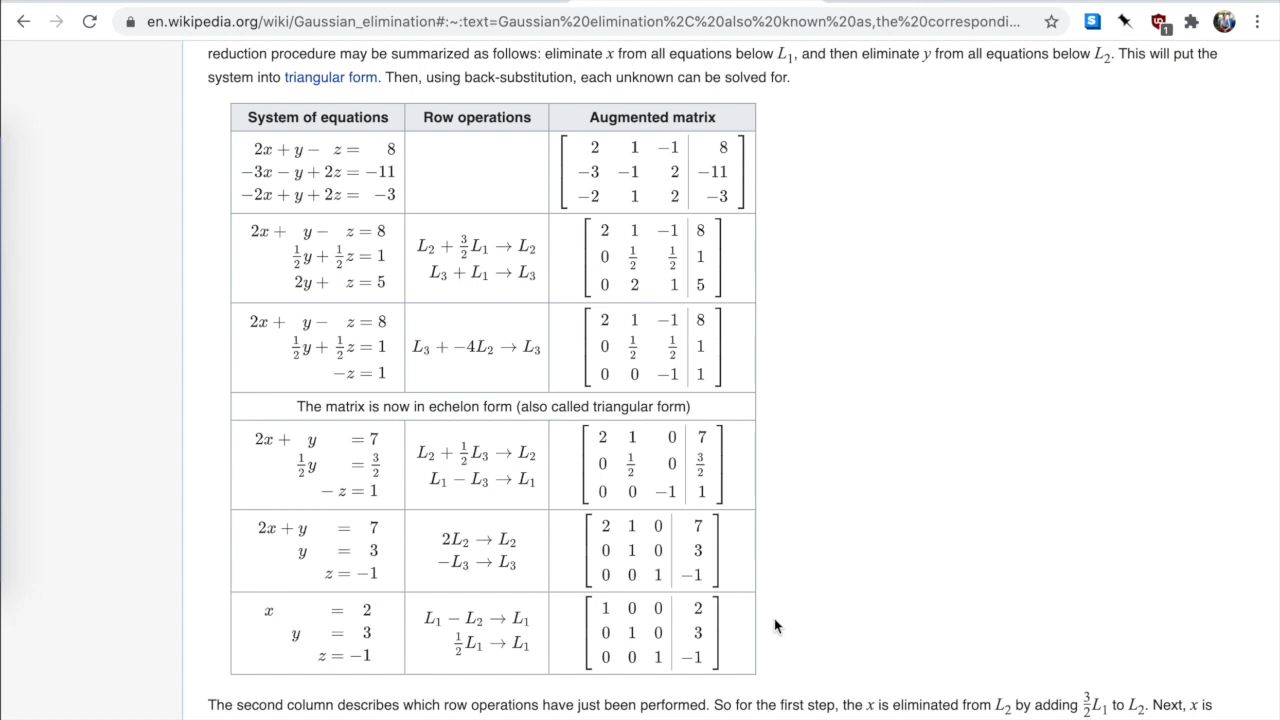 en.wikipedia.org/wiki/Gaussian_elimination#:~:text=Gaussian%20elimination%2C%20also%20known%20as,the%20correspondi...
1
reduction procedure may be summarized as follows: eliminate x from all equations below L₁, and then eliminate y from all equations below L₂. This will put the
system into triangular form. Then, using back-substitution, each unknown can be solved for.
System of equations Row operations Augmented matrix
2x + y − z = 8 [ 2 1 −1 | 8 ]
−3x − y + 2z = −11 [ −3 −1 2 | −11 ]
−2x + y + 2z = −3 [ −2 1 2 | −3 ]
2x + y − z = 8 [ 2 1 −1 | 8 ]
½y + ½z = 1 L₂ + 3/2 L₁ → L₂ [ 0 ½ ½ | 1 ]
2y + z = 5 L₃ + L₁ → L₃ [ 0 2 1 | 5 ]
2x + y − z = 8 [ 2 1 −1 | 8 ]
½y + ½z = 1 L₃ + −4L₂ → L₃ [ 0 ½ ½ | 1 ]
−z = 1 [ 0 0 −1 | 1 ]
The matrix is now in echelon form (also called triangular form)
2x + y = 7 [ 2 1 0 | 7 ]
½y = 3/2 L₂ + ½L₃ → L₂ [ 0 ½ 0 | 3/2 ]
−z = 1 L₁ − L₃ → L₁ [ 0 0 −1 | 1 ]
2x + y = 7 [ 2 1 0 | 7 ]
y = 3 2L₂ → L₂ [ 0 1 0 | 3 ]
z = −1 −L₃ → L₃ [ 0 0 1 | −1 ]
x = 2 [ 1 0 0 | 2 ]
y = 3 L₁ − L₂ → L₁ [ 0 1 0 | 3 ]
z = −1 ½L₁ → L₁ [ 0 0 1 | −1 ]
The second column describes which row operations have just been performed. So for the first step, the x is eliminated from L₂ by adding 3/2 L₁ to L₂. Next, x is